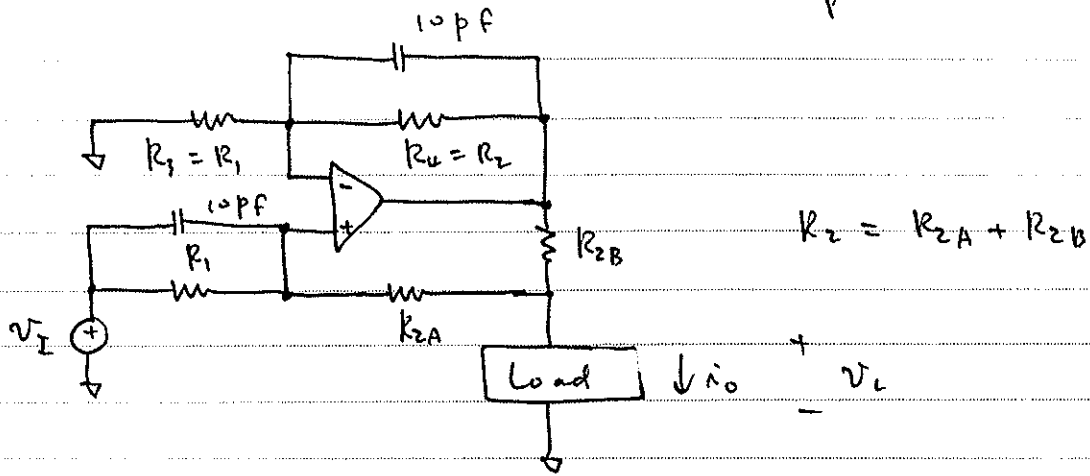 10pf
R3 = R1
R4 = R2
10pf
R1
-
+
R2B
R2 = R2A + R2B
R2A
vI
+
Load
↓ io
+
vL
-